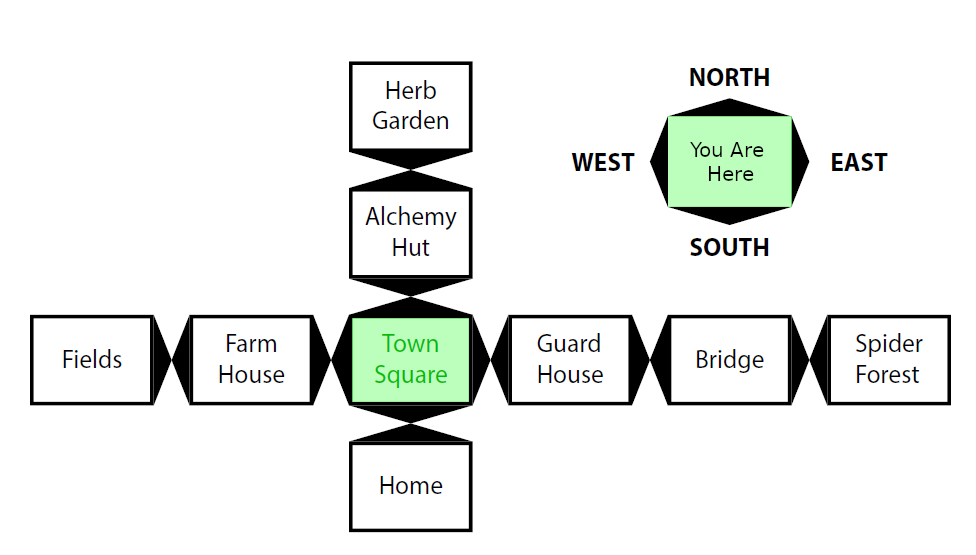 NORTH
Herb
Garden
You Are
Here
WEST
EAST
Alchemy
Hut
SOUTH
Fields
Farm
House
Town
Square
Guard
House
Bridge
Spider
Forest
Home